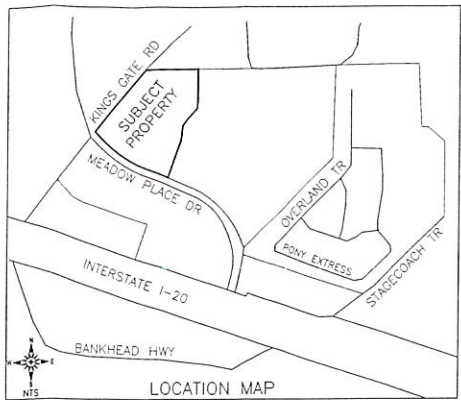 KINGS GATE RD
SUBJECT
PROPERTY
MEADOW PLACE DR
OVERLAND TR
PONY EXTRESS
STAGECOACH TR
INTERSTATE I-20
BANKHEAD HWY
N
W E
S
NTS
LOCATION MAP